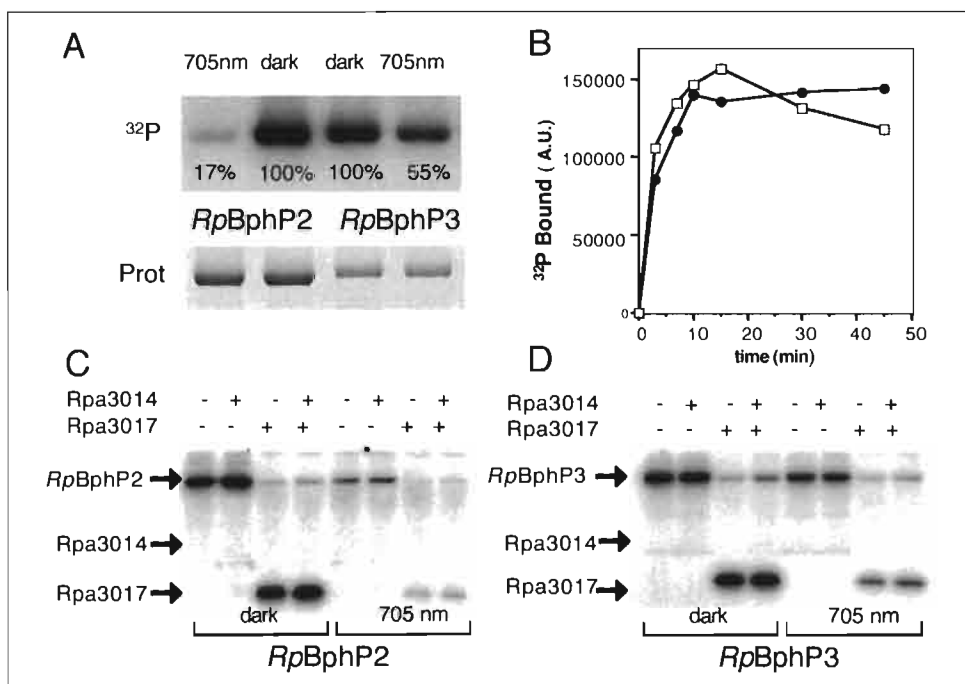 A
705nm dark dark 705nm
32P
17% 100% 100% 55%
RpBphP2 RpBphP3
Prot
B
32P Bound (A.U.)
150000
100000
50000
0
0 10 20 30 40 50
time (min)
C
Rpa3014 - + - + - + - +
Rpa3017 - - + + - - + +
RpBphP2
Rpa3014
Rpa3017
dark 705 nm
RpBphP2
D
Rpa3014 - + - + - + - +
Rpa3017 - - + + - - + +
RpBphP3
Rpa3014
Rpa3017
dark 705 nm
RpBphP3